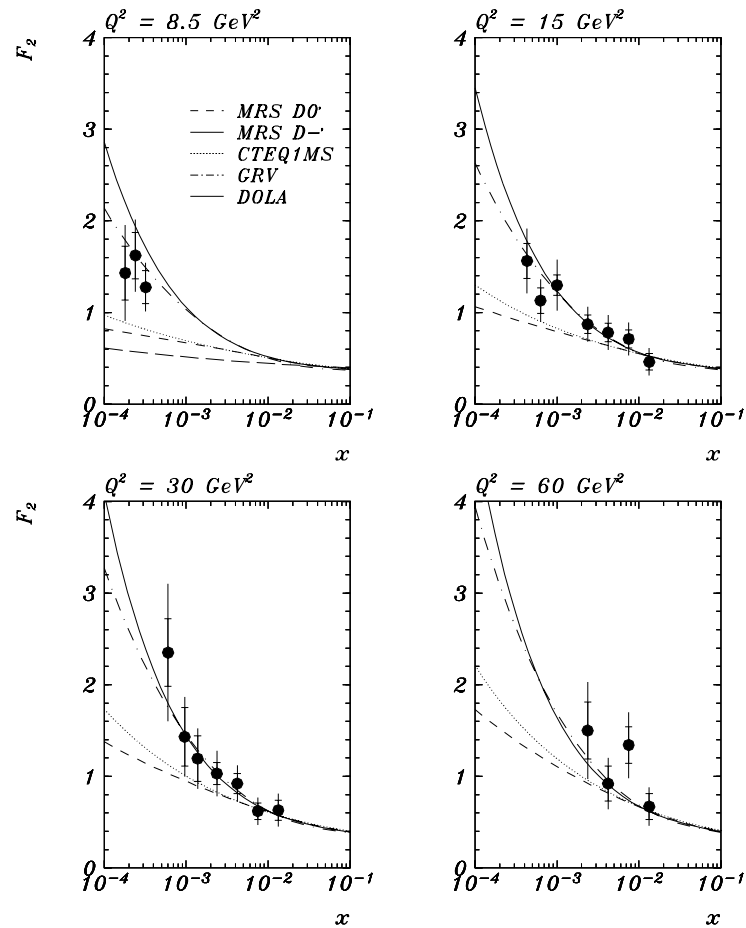 Q² = 8.5 GeV²
F₂
4
3
2
1
0
MRS D0'
MRS D-'
CTEQ1MS
GRV
DOLA
10⁻⁴ 10⁻³ 10⁻² 10⁻¹
x
Q² = 15 GeV²
4
3
2
1
0
10⁻⁴ 10⁻³ 10⁻² 10⁻¹
x
Q² = 30 GeV²
F₂
4
3
2
1
0
10⁻⁴ 10⁻³ 10⁻² 10⁻¹
x
Q² = 60 GeV²
4
3
2
1
0
10⁻⁴ 10⁻³ 10⁻² 10⁻¹
x